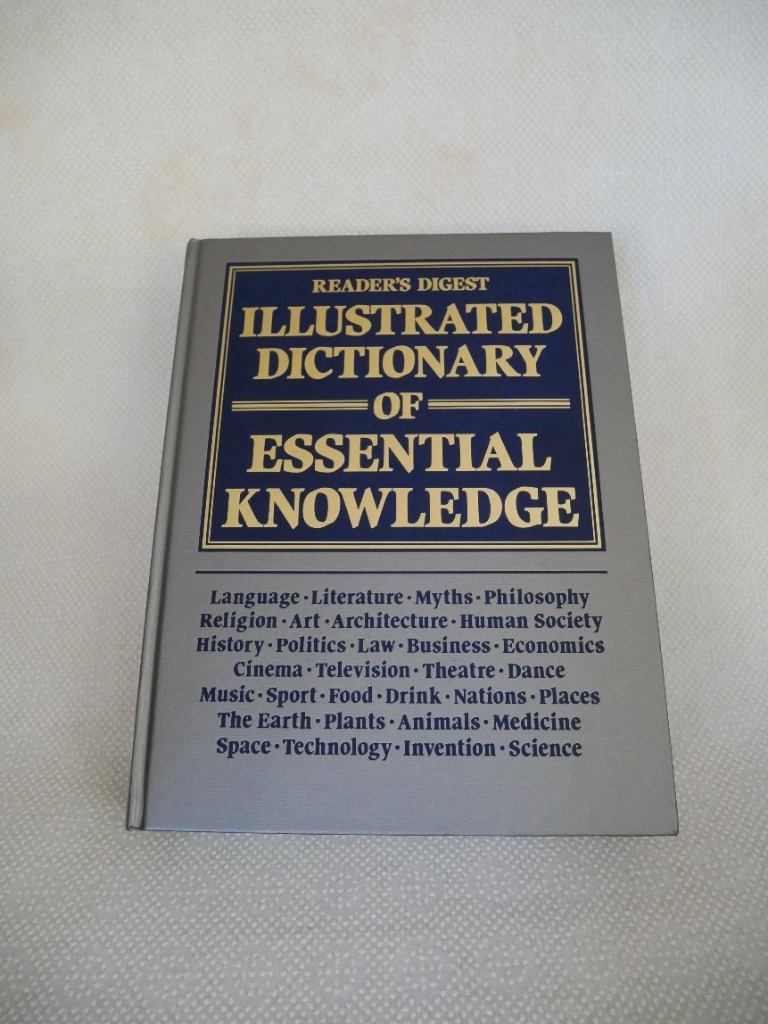 READER'S DIGEST
ILLUSTRATED
DICTIONARY
OF
ESSENTIAL
KNOWLEDGE
Language · Literature · Myths · Philosophy
Religion · Art · Architecture · Human Society
History · Politics · Law · Business · Economics
Cinema · Television · Theatre · Dance
Music · Sport · Food · Drink · Nations · Places
The Earth · Plants · Animals · Medicine
Space · Technology · Invention · Science